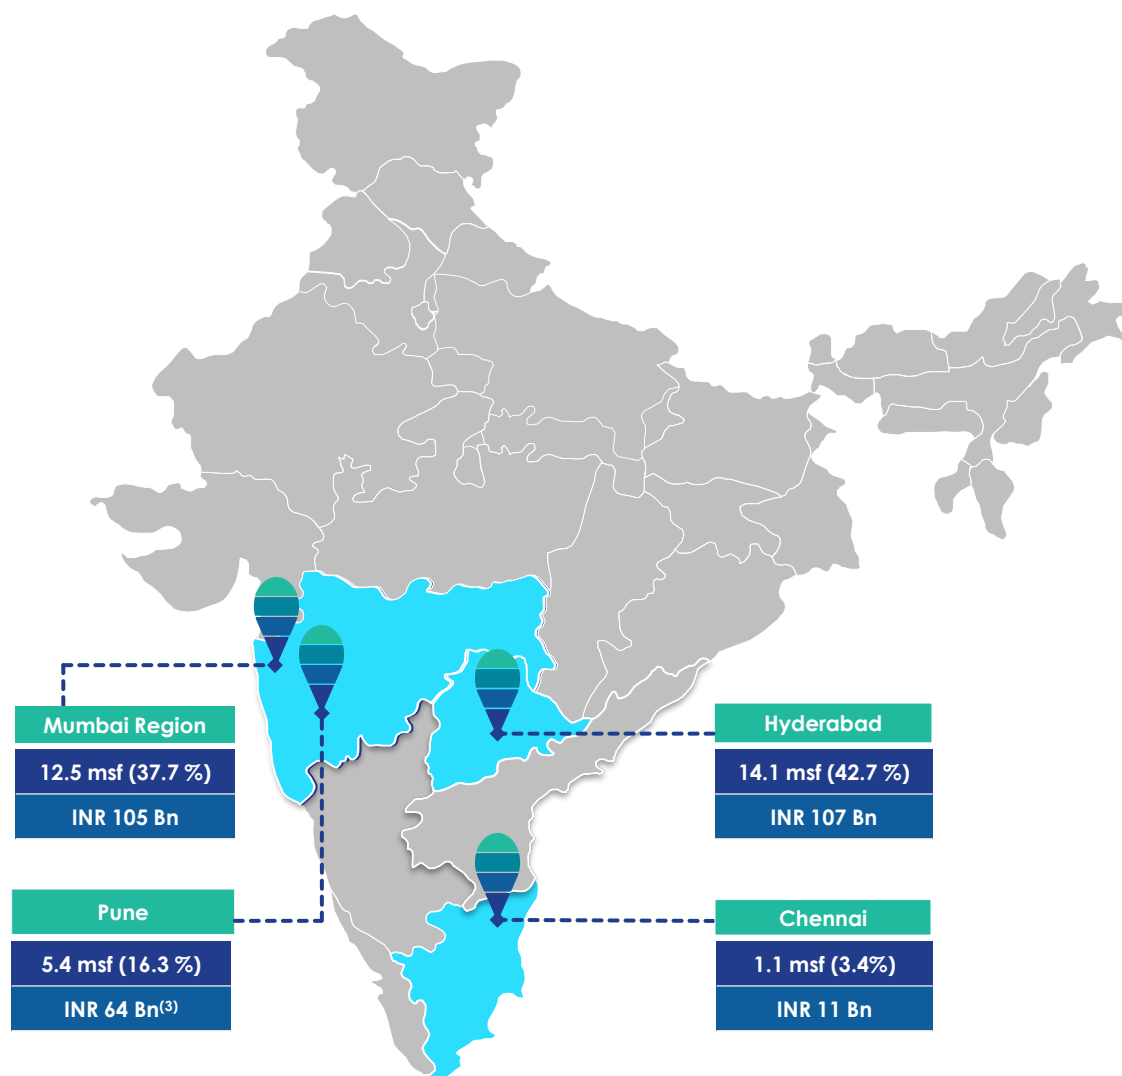 Mumbai Region
12.5 msf (37.7 %)
INR 105 Bn
Hyderabad
14.1 msf (42.7 %)
INR 107 Bn
Pune
5.4 msf (16.3 %)
INR 64 Bn(3)
Chennai
1.1 msf (3.4%)
INR 11 Bn